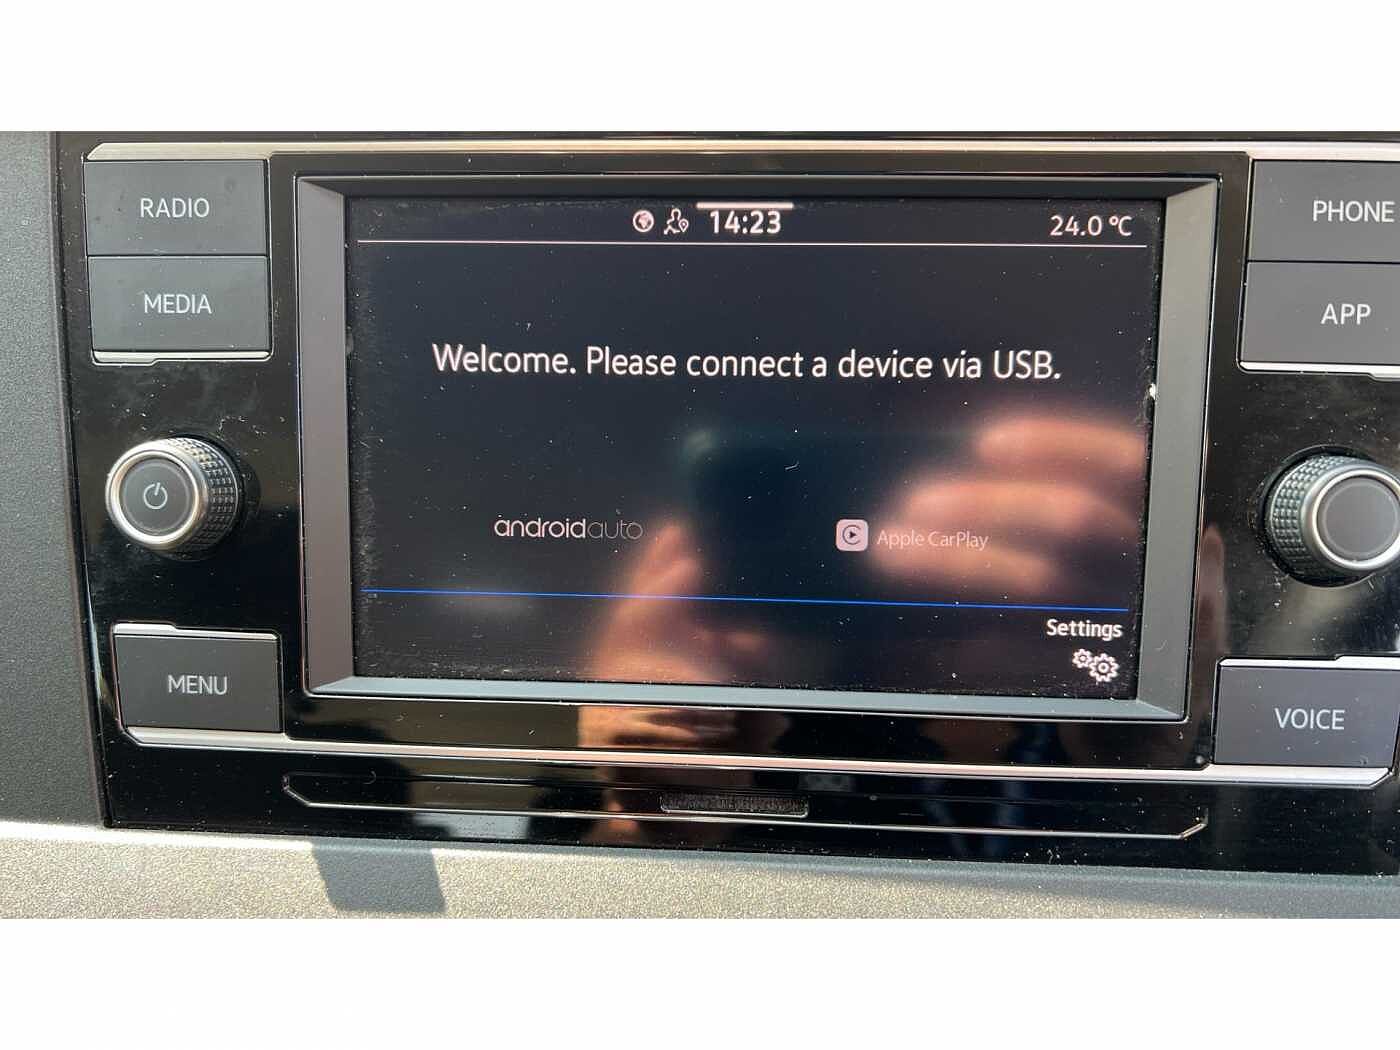 RADIO
MEDIA
MENU
14:23
24.0 °C
Welcome. Please connect a device via USB.
androidauto
Apple CarPlay
Settings
PHONE
APP
VOICE